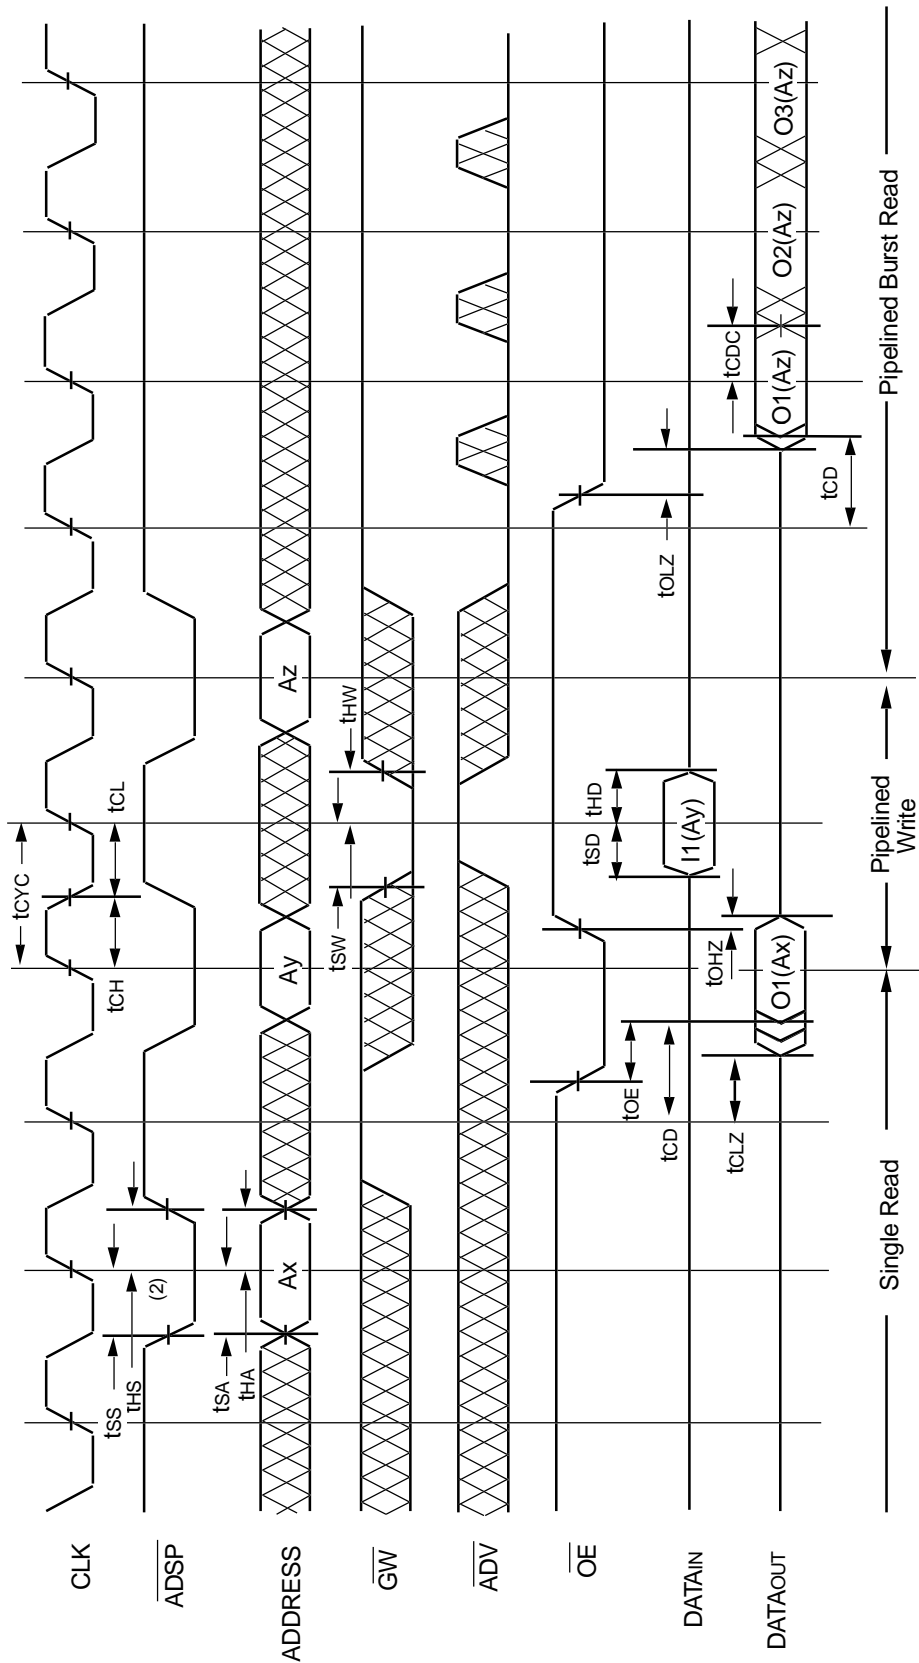 tCYC
tCH
tCL
tSS
tHS
(2)
tSA
tHA
tSW
tHW
tOE
tOHZ
tSD
tHD
tOLZ
tCD
tCLZ
tCDC
tCD
CLK
ADSP
ADDRESS
Ax
Ay
Az
GW
ADV
OE
DATAIN
I1(Ay)
DATAOUT
O1(Ax)
O1(Az)
O2(Az)
O3(Az)
Single Read
Pipelined
Write
Pipelined Burst Read